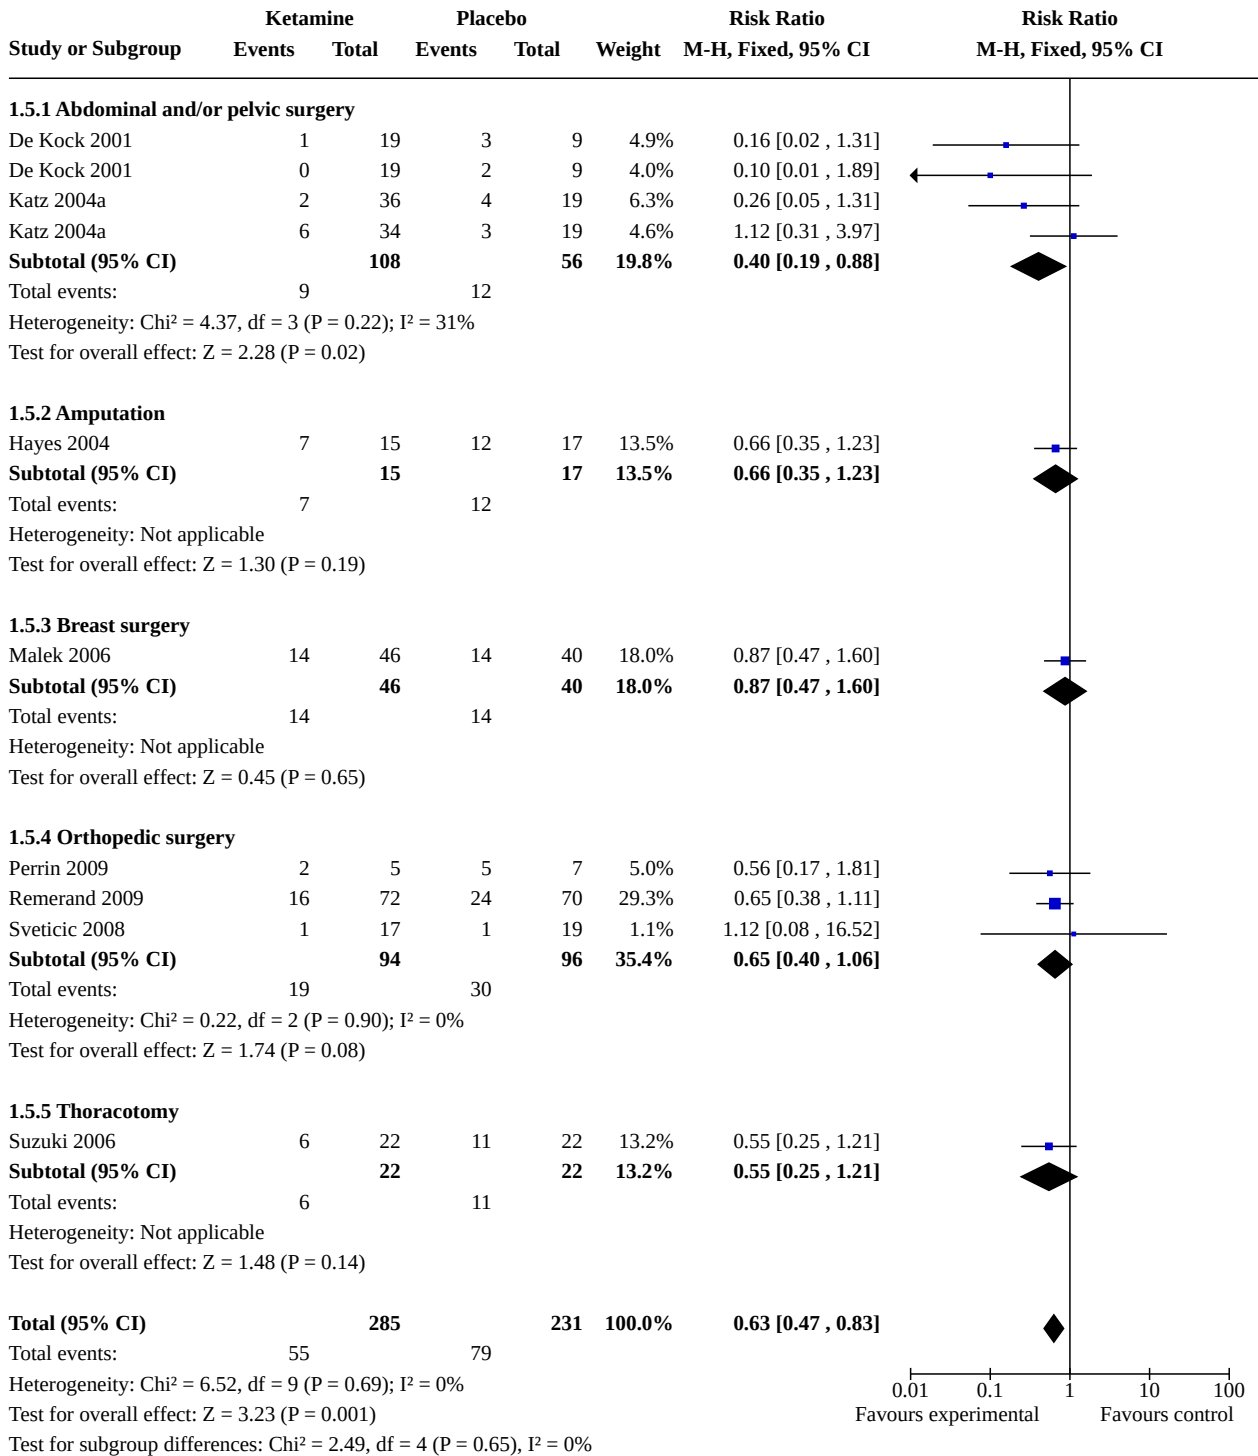 Ketamine Placebo Risk Ratio Risk Ratio
Study or Subgroup Events Total Events Total Weight M-H, Fixed, 95% CI M-H, Fixed, 95% CI
1.5.1 Abdominal and/or pelvic surgery
De Kock 2001 1 19 3 9 4.9% 0.16 [0.02 , 1.31]
De Kock 2001 0 19 2 9 4.0% 0.10 [0.01 , 1.89]
Katz 2004a 2 36 4 19 6.3% 0.26 [0.05 , 1.31]
Katz 2004a 6 34 3 19 4.6% 1.12 [0.31 , 3.97]
Subtotal (95% CI) 108 56 19.8% 0.40 [0.19 , 0.88]
Total events: 9 12
Heterogeneity: Chi² = 4.37, df = 3 (P = 0.22); I² = 31%
Test for overall effect: Z = 2.28 (P = 0.02)
1.5.2 Amputation
Hayes 2004 7 15 12 17 13.5% 0.66 [0.35 , 1.23]
Subtotal (95% CI) 15 17 13.5% 0.66 [0.35 , 1.23]
Total events: 7 12
Heterogeneity: Not applicable
Test for overall effect: Z = 1.30 (P = 0.19)
1.5.3 Breast surgery
Malek 2006 14 46 14 40 18.0% 0.87 [0.47 , 1.60]
Subtotal (95% CI) 46 40 18.0% 0.87 [0.47 , 1.60]
Total events: 14 14
Heterogeneity: Not applicable
Test for overall effect: Z = 0.45 (P = 0.65)
1.5.4 Orthopedic surgery
Perrin 2009 2 5 5 7 5.0% 0.56 [0.17 , 1.81]
Remerand 2009 16 72 24 70 29.3% 0.65 [0.38 , 1.11]
Sveticic 2008 1 17 1 19 1.1% 1.12 [0.08 , 16.52]
Subtotal (95% CI) 94 96 35.4% 0.65 [0.40 , 1.06]
Total events: 19 30
Heterogeneity: Chi² = 0.22, df = 2 (P = 0.90); I² = 0%
Test for overall effect: Z = 1.74 (P = 0.08)
1.5.5 Thoracotomy
Suzuki 2006 6 22 11 22 13.2% 0.55 [0.25 , 1.21]
Subtotal (95% CI) 22 22 13.2% 0.55 [0.25 , 1.21]
Total events: 6 11
Heterogeneity: Not applicable
Test for overall effect: Z = 1.48 (P = 0.14)
Total (95% CI) 285 231 100.0% 0.63 [0.47 , 0.83]
Total events: 55 79
Heterogeneity: Chi² = 6.52, df = 9 (P = 0.69); I² = 0%
Test for overall effect: Z = 3.23 (P = 0.001)
Test for subgroup differences: Chi² = 2.49, df = 4 (P = 0.65), I² = 0%
0.01 0.1 1 10 100
Favours experimental Favours control